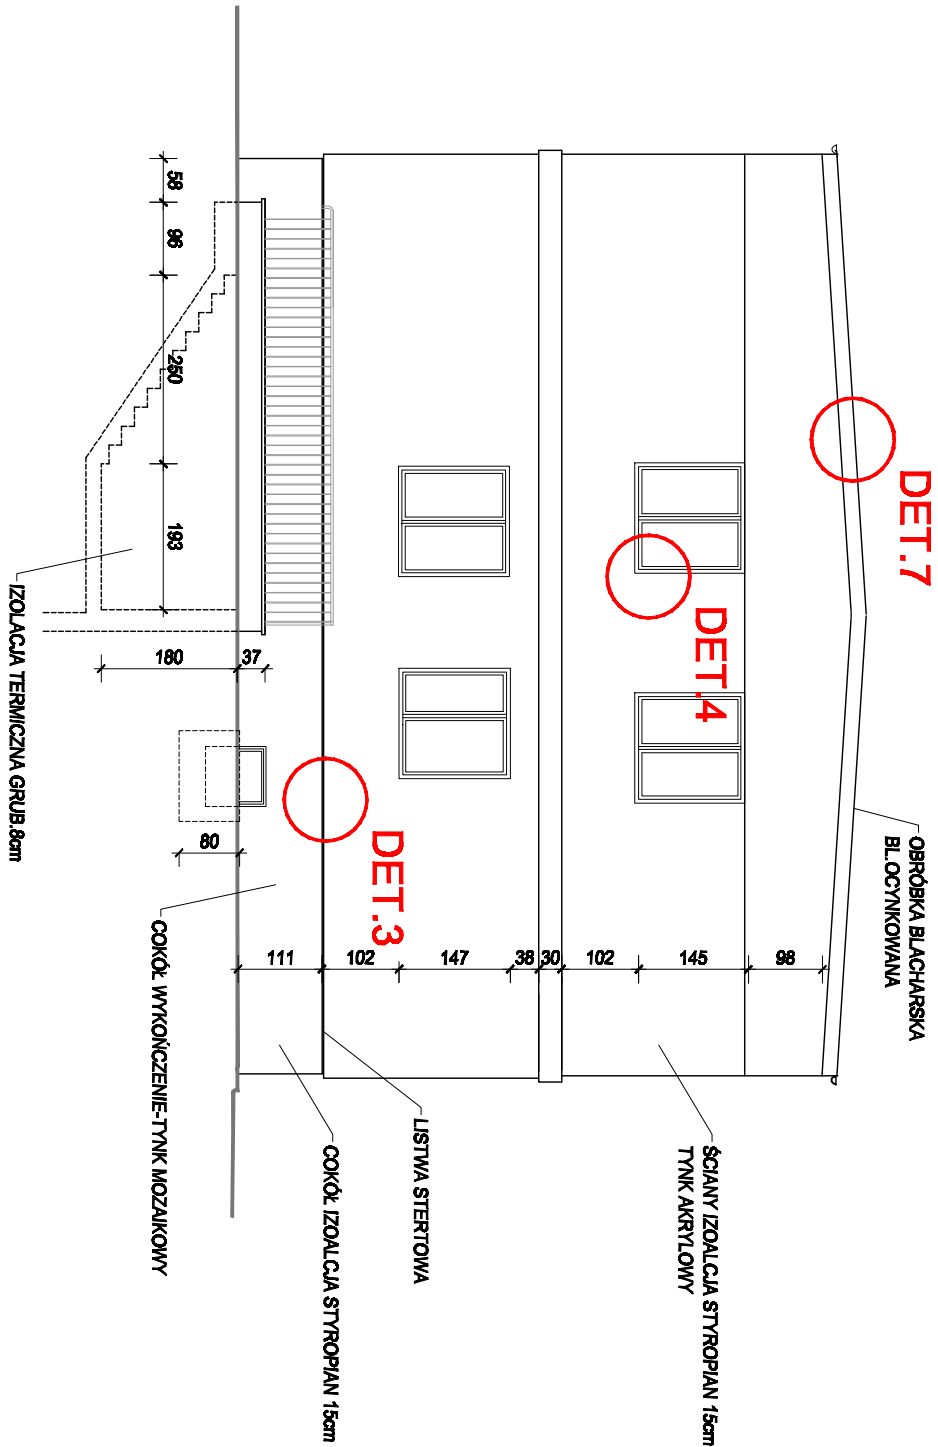 DET.7
OBRÓBKA BLACHARSKA
BL.OCYNKOWANA
DET.4
ŚCIANY IZOALCJA STYROPIAN 15cm
TYNK AKRYLOWY
98
145
102
30
38
147
102
111
DET.3
LISTWA STERTOWA
COKÓŁ IZOALCJA STYROPIAN 15cm
58
96
250
193
37
180
80
COKÓŁ WYKOŃCZENIE-TYNK MOZAIKOWY
IZOLACJA TERMICZNA GRUB.8cm